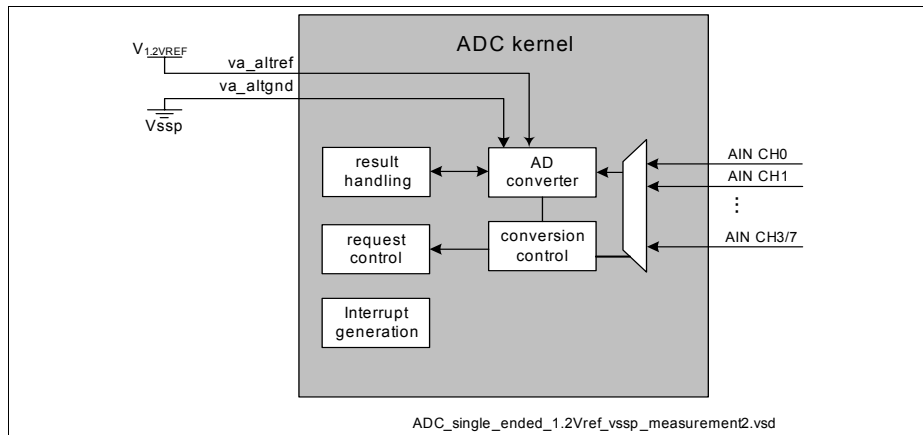 ADC kernel
V1.2VREF
va_altref
va_altgnd
Vssp
result
handling
AD
converter
AIN CH0
AIN CH1
⋮
request
control
conversion
control
AIN CH3/7
Interrupt
generation
ADC_single_ended_1.2Vref_vssp_measurement2.vsd